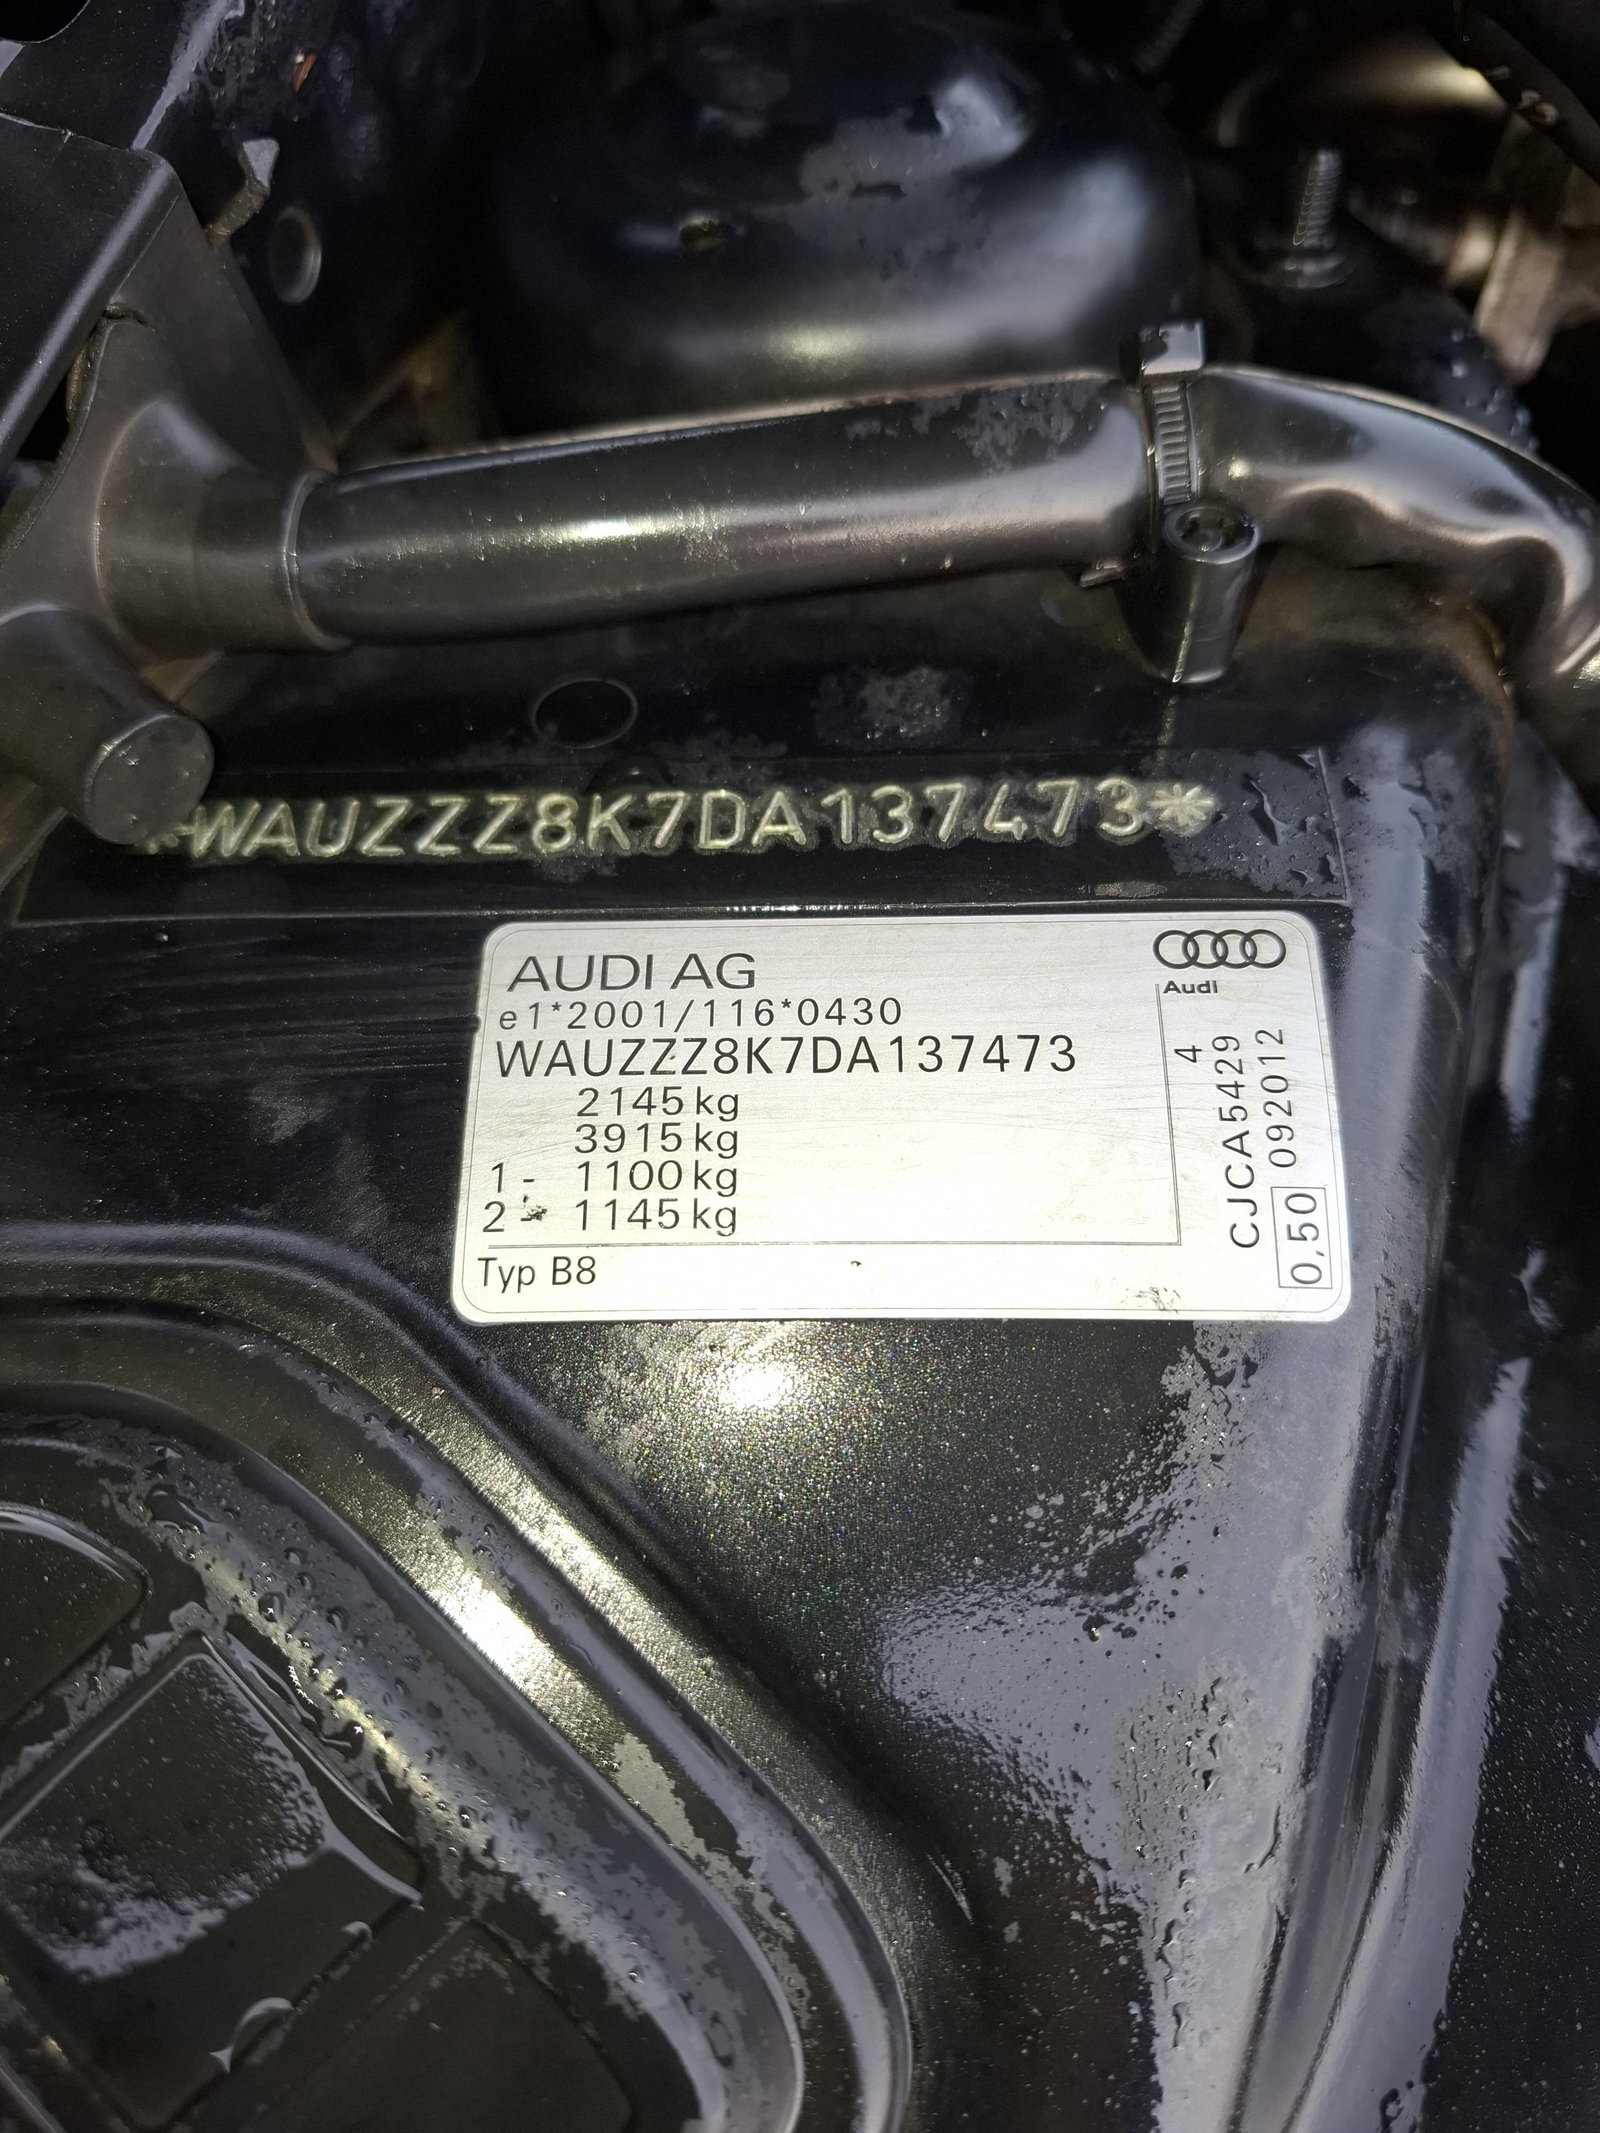 *WAUZZZ8K7DA137473*
AUDI AG
Audi
e1*2001/116*0430
WAUZZZ8K7DA137473
2145 kg
3915 kg
1 - 1100 kg
2 - 1145 kg
Typ B8
4
CJCA5429
0,50 092012